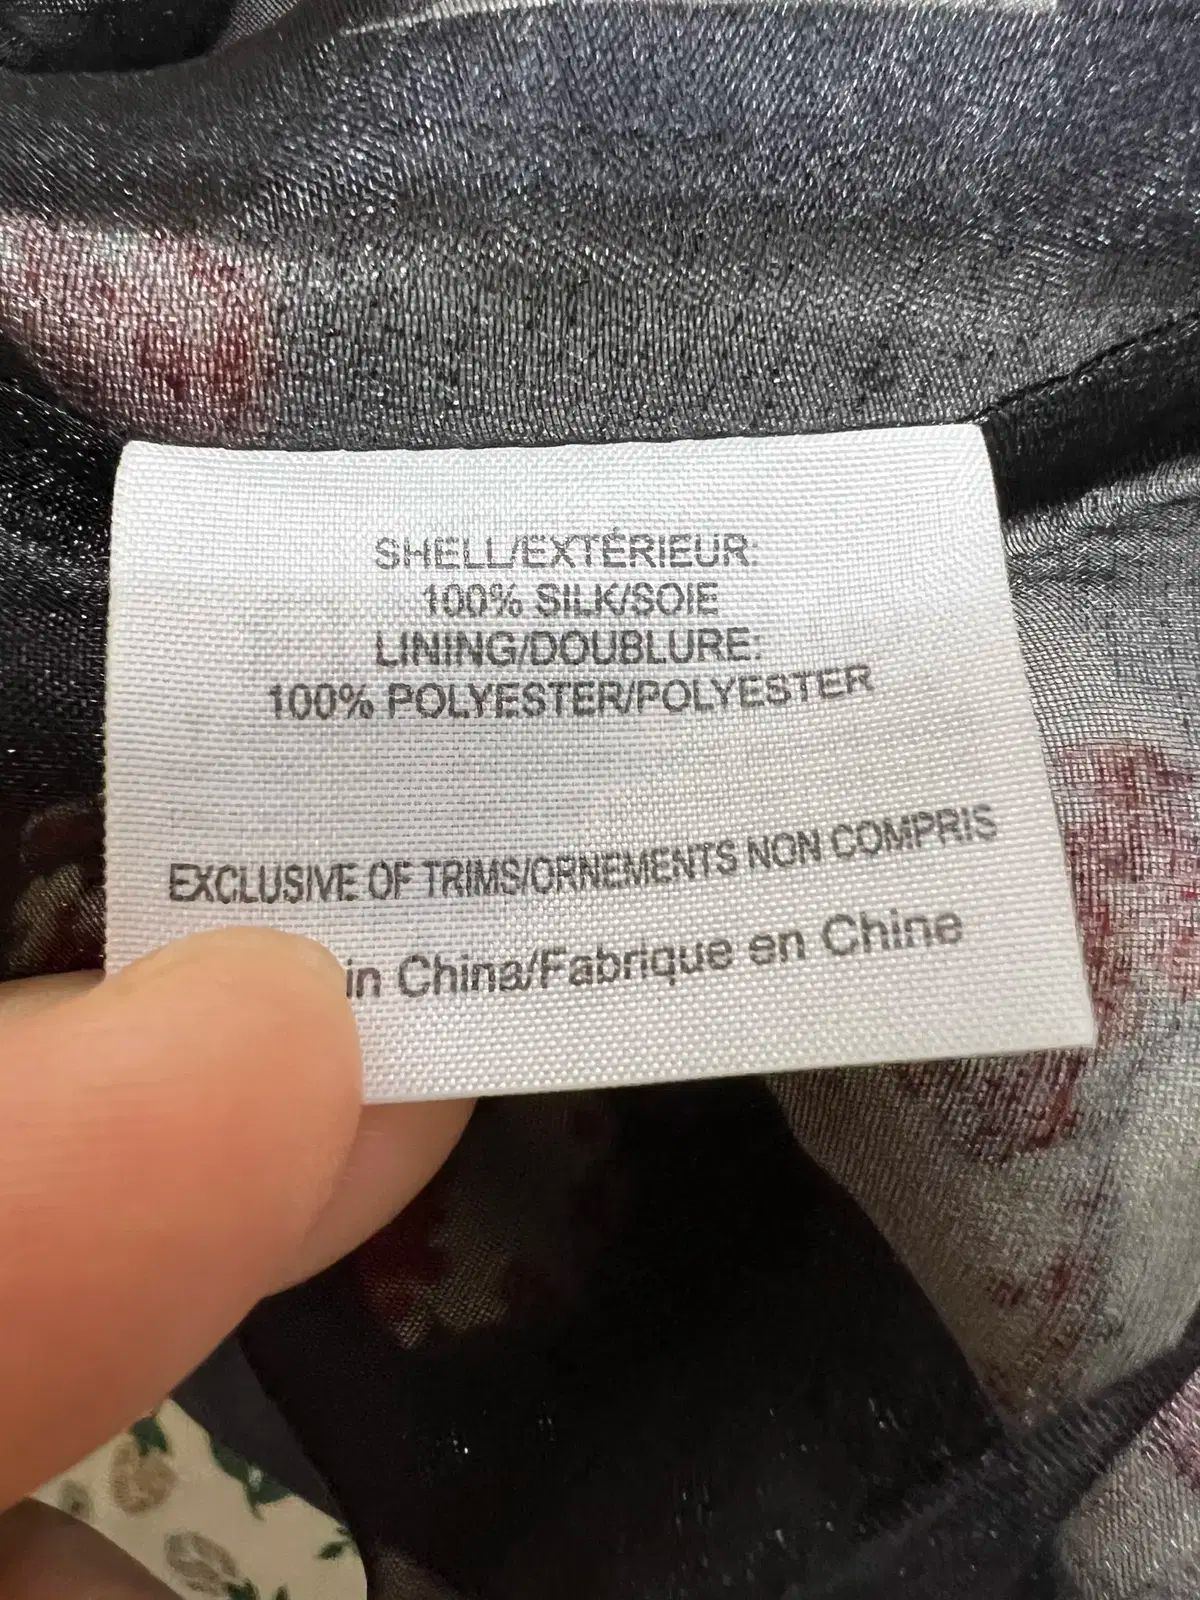 SHELL/EXTÉRIEUR:
100% SILK/SOIE
LINING/DOUBLURE:
100% POLYESTER/POLYESTER
EXCLUSIVE OF TRIMS/ORNEMENTS NON COMPRIS
in China/Fabrique en Chine